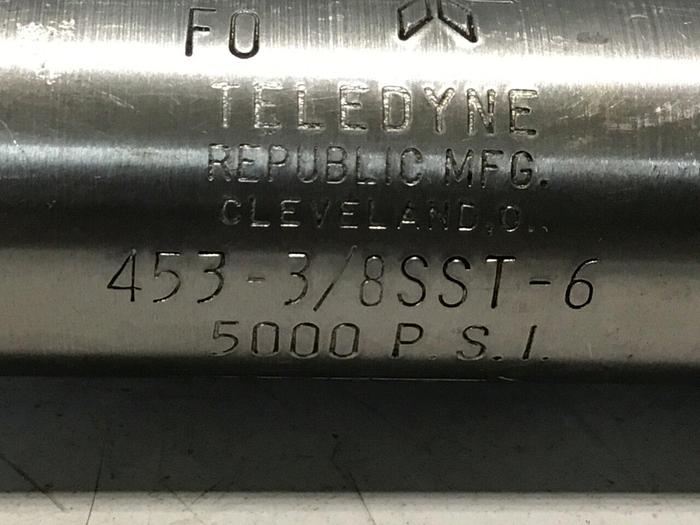 FO
TELEDYNE
REPUBLIC MFG.
CLEVELAND, O.
453-3/8SST-6
5000 P.S.I.